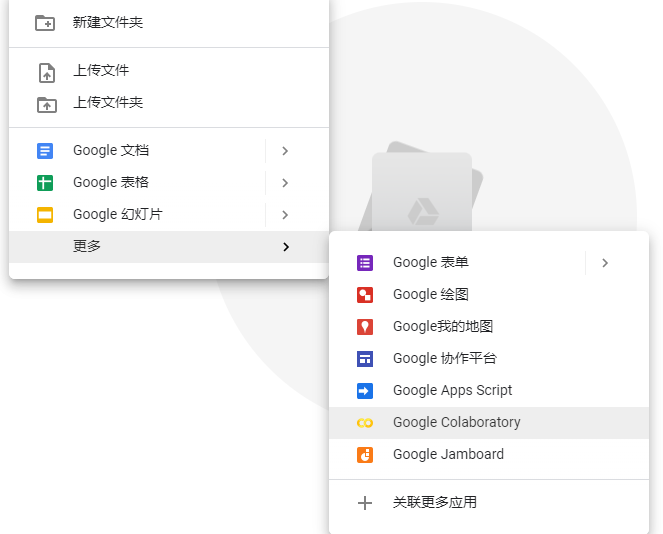 新建文件夹
上传文件
上传文件夹
Google 文档
Google 表格
Google 幻灯片
更多
Google 表单
Google 绘图
Google我的地图
Google 协作平台
Google Apps Script
Google Colaboratory
Google Jamboard
关联更多应用